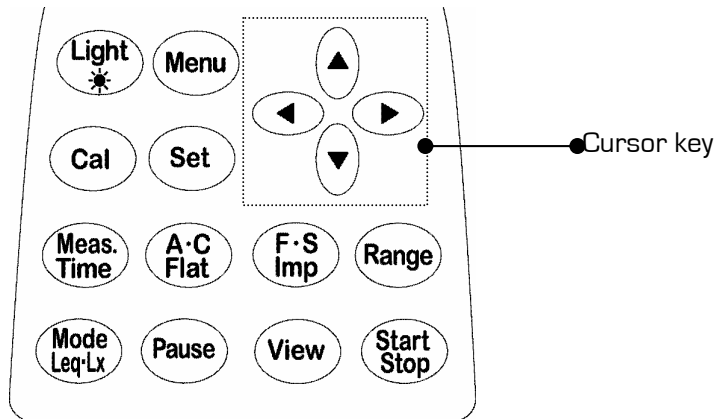 Light
Menu
Cal
Set
Cursor key
Meas.
Time
A·C
Flat
F·S
Imp
Range
Mode
Leq·Lx
Pause
View
Start
Stop